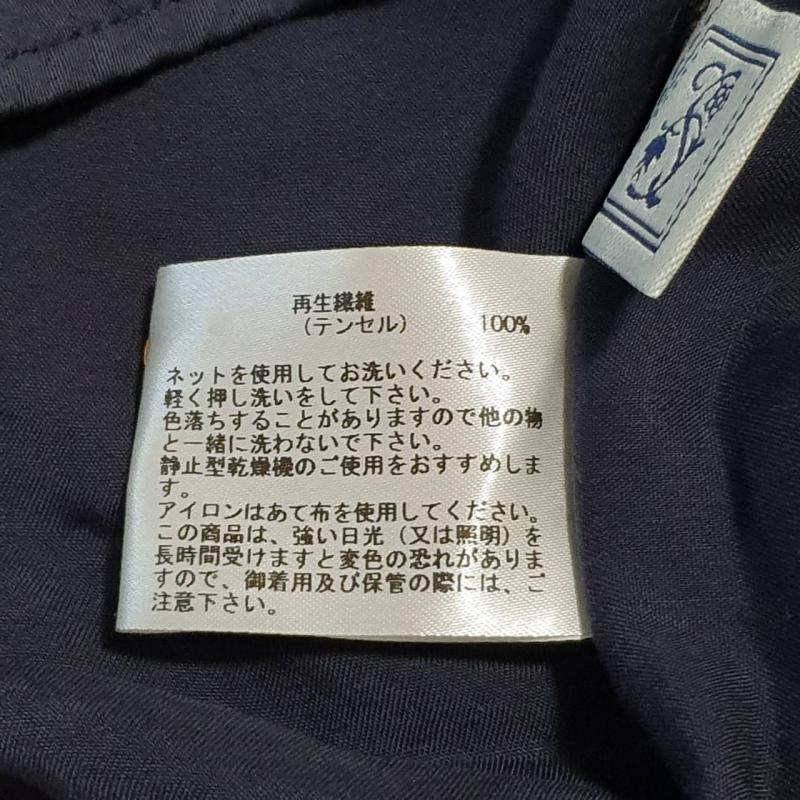 再生繊維
（テンセル） 100%
ネットを使用してお洗いください。
軽く押し洗いをして下さい。
色落ちすることがありますので他の物
と一緒に洗わないで下さい。
静止型乾燥機のご使用をおすすめしま
す。
アイロンはあて布を使用してください。
この商品は、強い日光（又は照明）を
長時間受けますと変色の恐れがありま
すので、御着用及び保管の際には、ご
注意下さい。